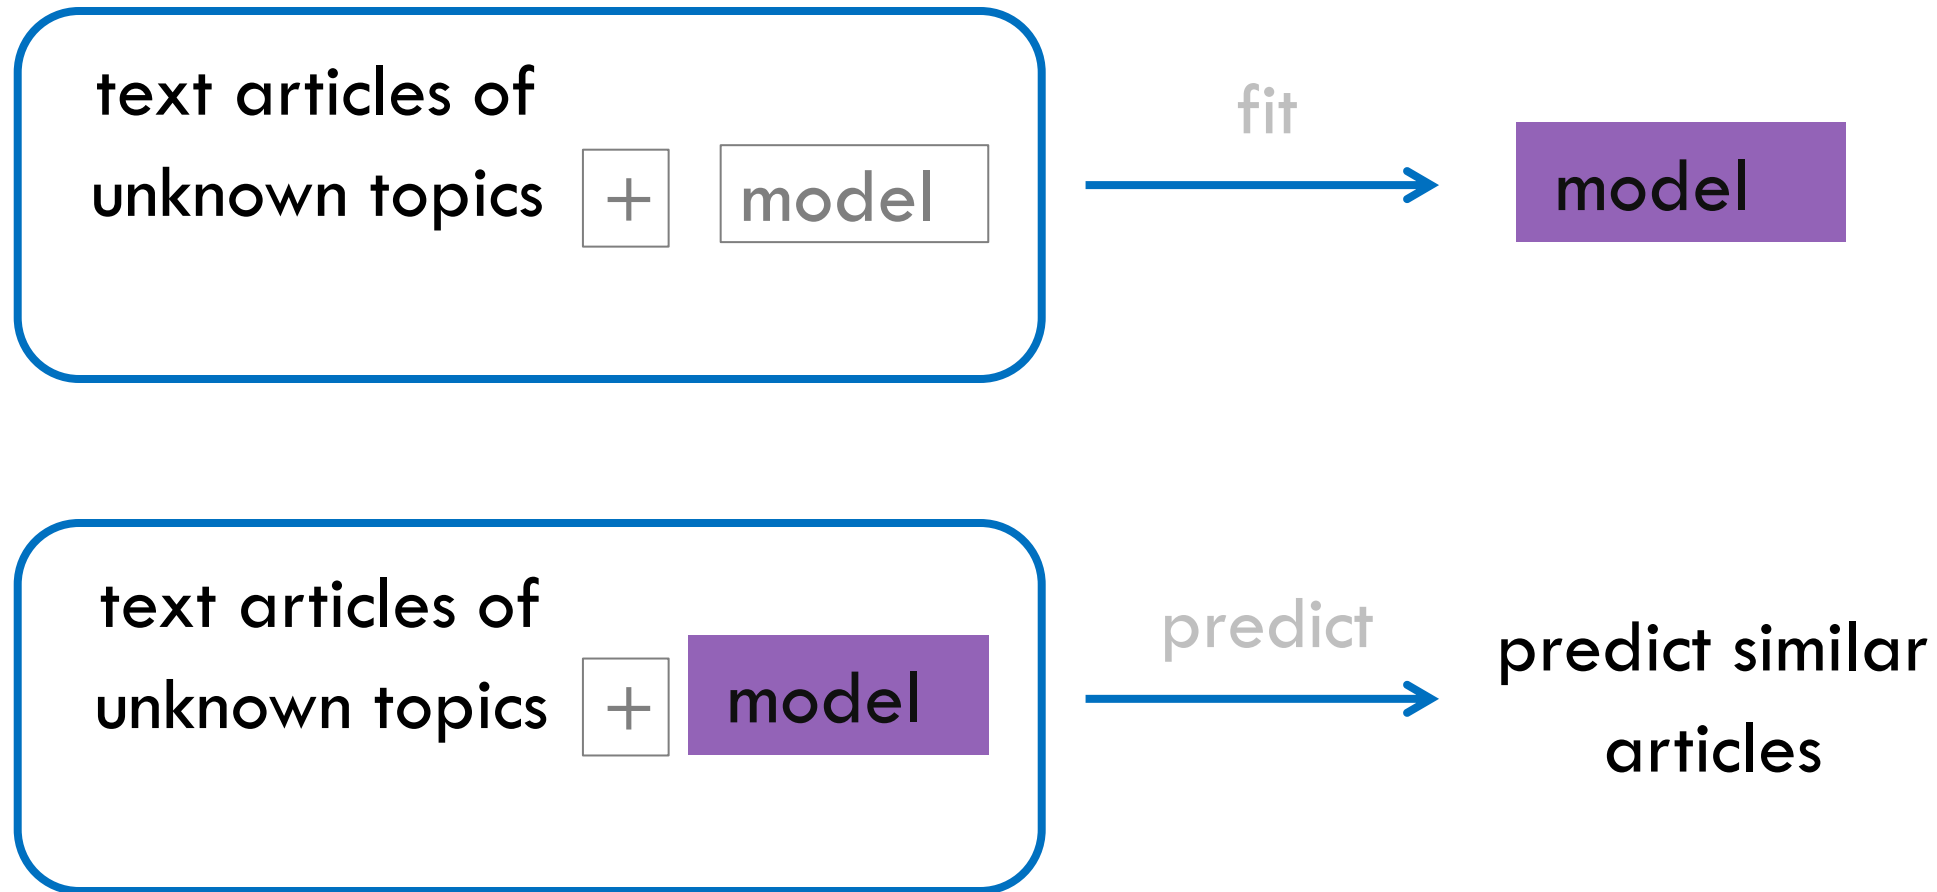 text articles of
unknown topics + model
fit
model
text articles of
unknown topics + model
predict
predict similar
articles